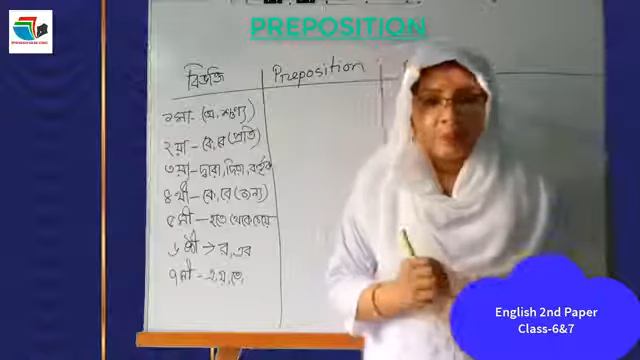 PREPOSITION
বিভক্তি Preposition
১মা - (অ, শূণ্য)
২য়া - কে, রে (প্রতি)
৩য়া - দ্বারা, দিয়া, কর্তৃক
৪র্থী - কে, রে (জন্য)
৫মী - হতে থেকে চেয়ে
৬ষ্ঠী → র, এর
৭মী - এ, য়, তে,
English 2nd Paper
Class-6&7